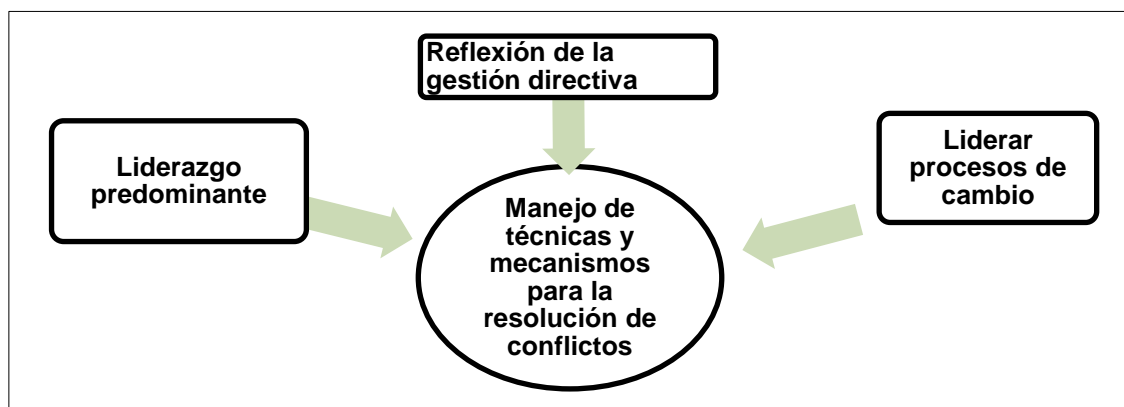 Reflexión de la
gestión directiva
Liderazgo
predominante
Liderar
procesos de
cambio
Manejo de
técnicas y
mecanismos
para la
resolución de
conflictos